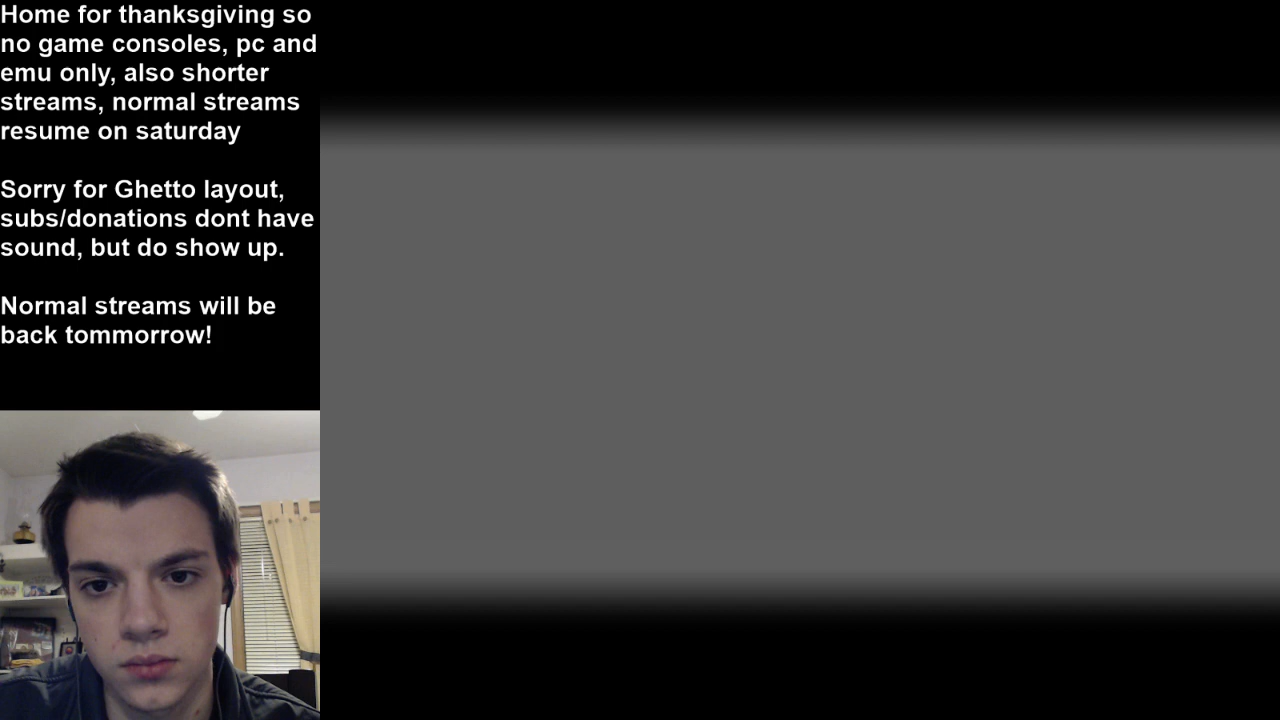 Home for thanksgiving so
no game consoles, pc and
emu only, also shorter
streams, normal streams
resume on saturday
Sorry for Ghetto layout,
subs/donations dont have
sound, but do show up.
Normal streams will be
back tommorrow!